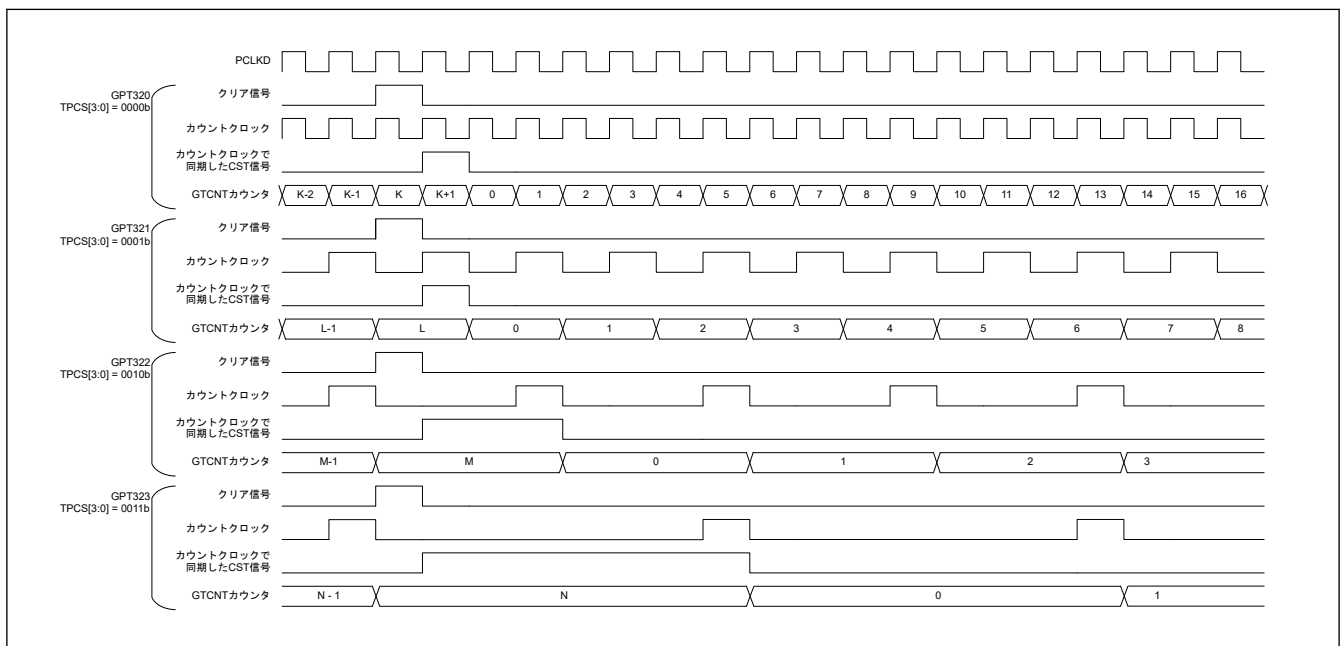 PCLKD
GPT320
TPCS[3:0] = 0000b
クリア信号
カウントクロック
カウントクロックで
同期したCST信号
GTCNTカウンタ K-2 K-1 K K+1 0 1 2 3 4 5 6 7 8 9 10 11 12 13 14 15 16
GPT321
TPCS[3:0] = 0001b
クリア信号
カウントクロック
カウントクロックで
同期したCST信号
GTCNTカウンタ L-1 L 0 1 2 3 4 5 6 7 8
GPT322
TPCS[3:0] = 0010b
クリア信号
カウントクロック
カウントクロックで
同期したCST信号
GTCNTカウンタ M-1 M 0 1 2 3
GPT323
TPCS[3:0] = 0011b
クリア信号
カウントクロック
カウントクロックで
同期したCST信号
GTCNTカウンタ N - 1 N 0 1